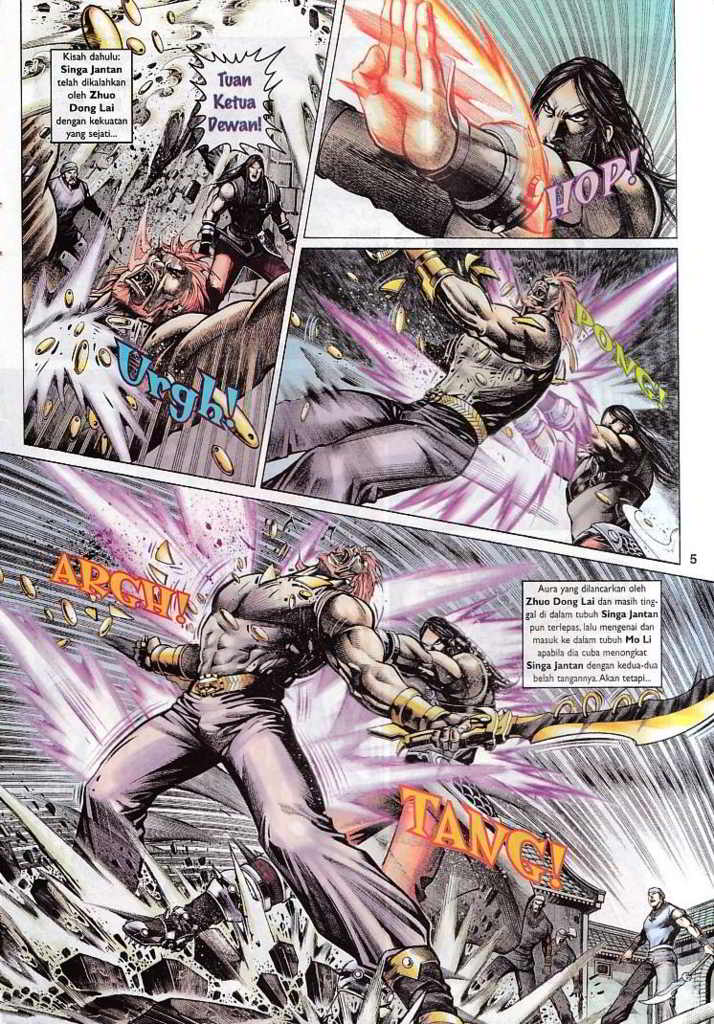 Kisah dahulu:
Singa Jantan
telah dikalahkan
oleh Zhuo
Dong Lai
dengan kekuatan
yang sejati...
Tuan
Ketua
Dewan!
Urgh!
HOP!
PONG!
5
ARGH!
Aura yang dilancarkan oleh
Zhuo Dong Lai dan masih ting-
gal di dalam tubuh Singa Jantan
pun terlepas, lalu mengenai dan
masuk ke dalam tubuh Mo Li
apabila dia cuba menolak
Singa Jantan dengan kedua-dua
belah tangannya. Akan tetapi...
TANG!